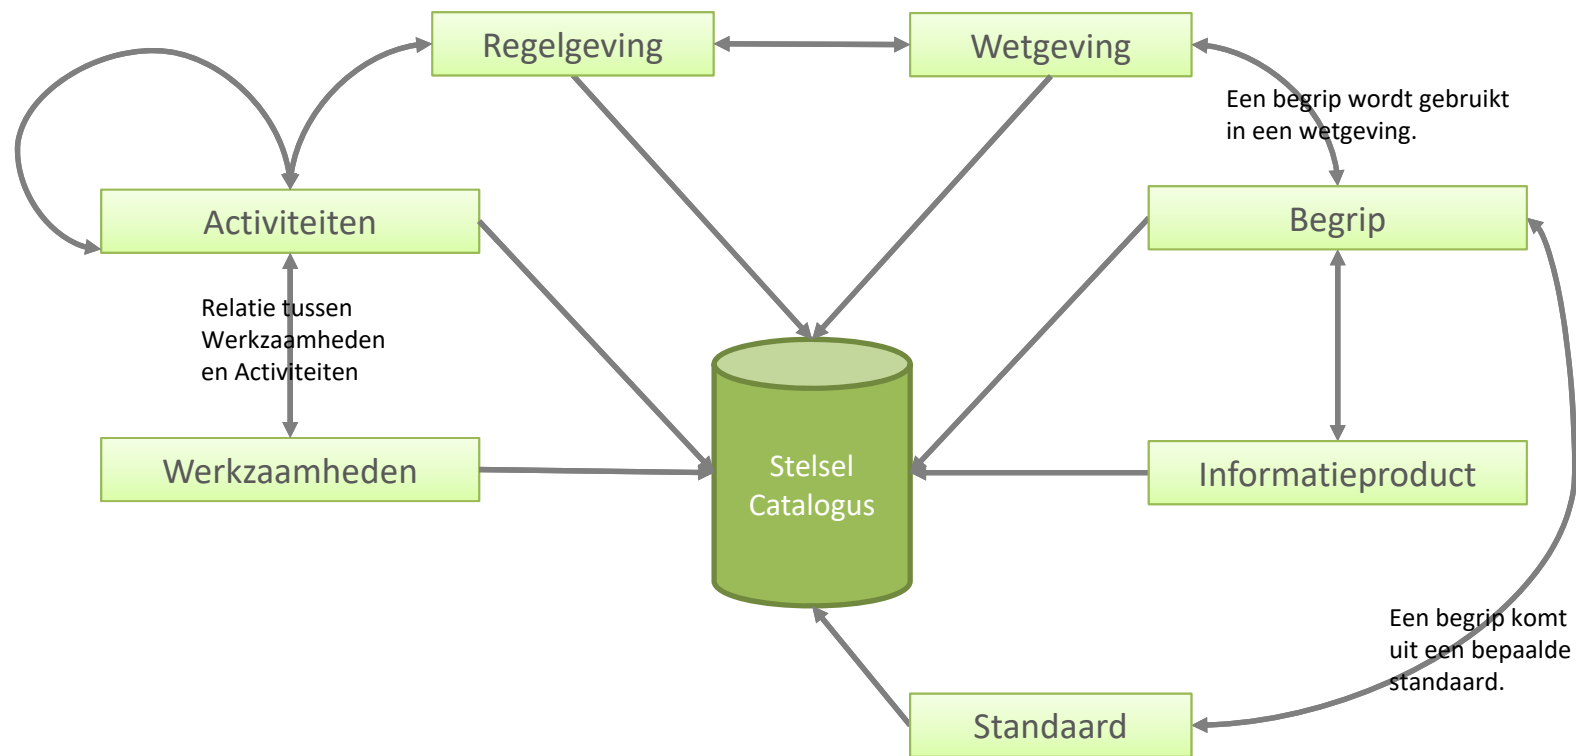 Regelgeving
Wetgeving
Een begrip wordt gebruikt
in een wetgeving.
Activiteiten
Begrip
Relatie tussen
Werkzaamheden
en Activiteiten
Werkzaamheden
Stelsel
Catalogus
Informatieproduct
Een begrip komt
uit een bepaalde
standaard.
Standaard